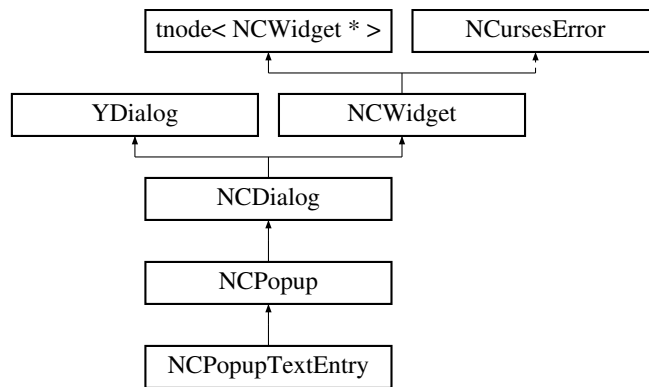 tnode< NCWidget * >
NCursesError
YDialog
NCWidget
NCDialog
NCPopup
NCPopupTextEntry